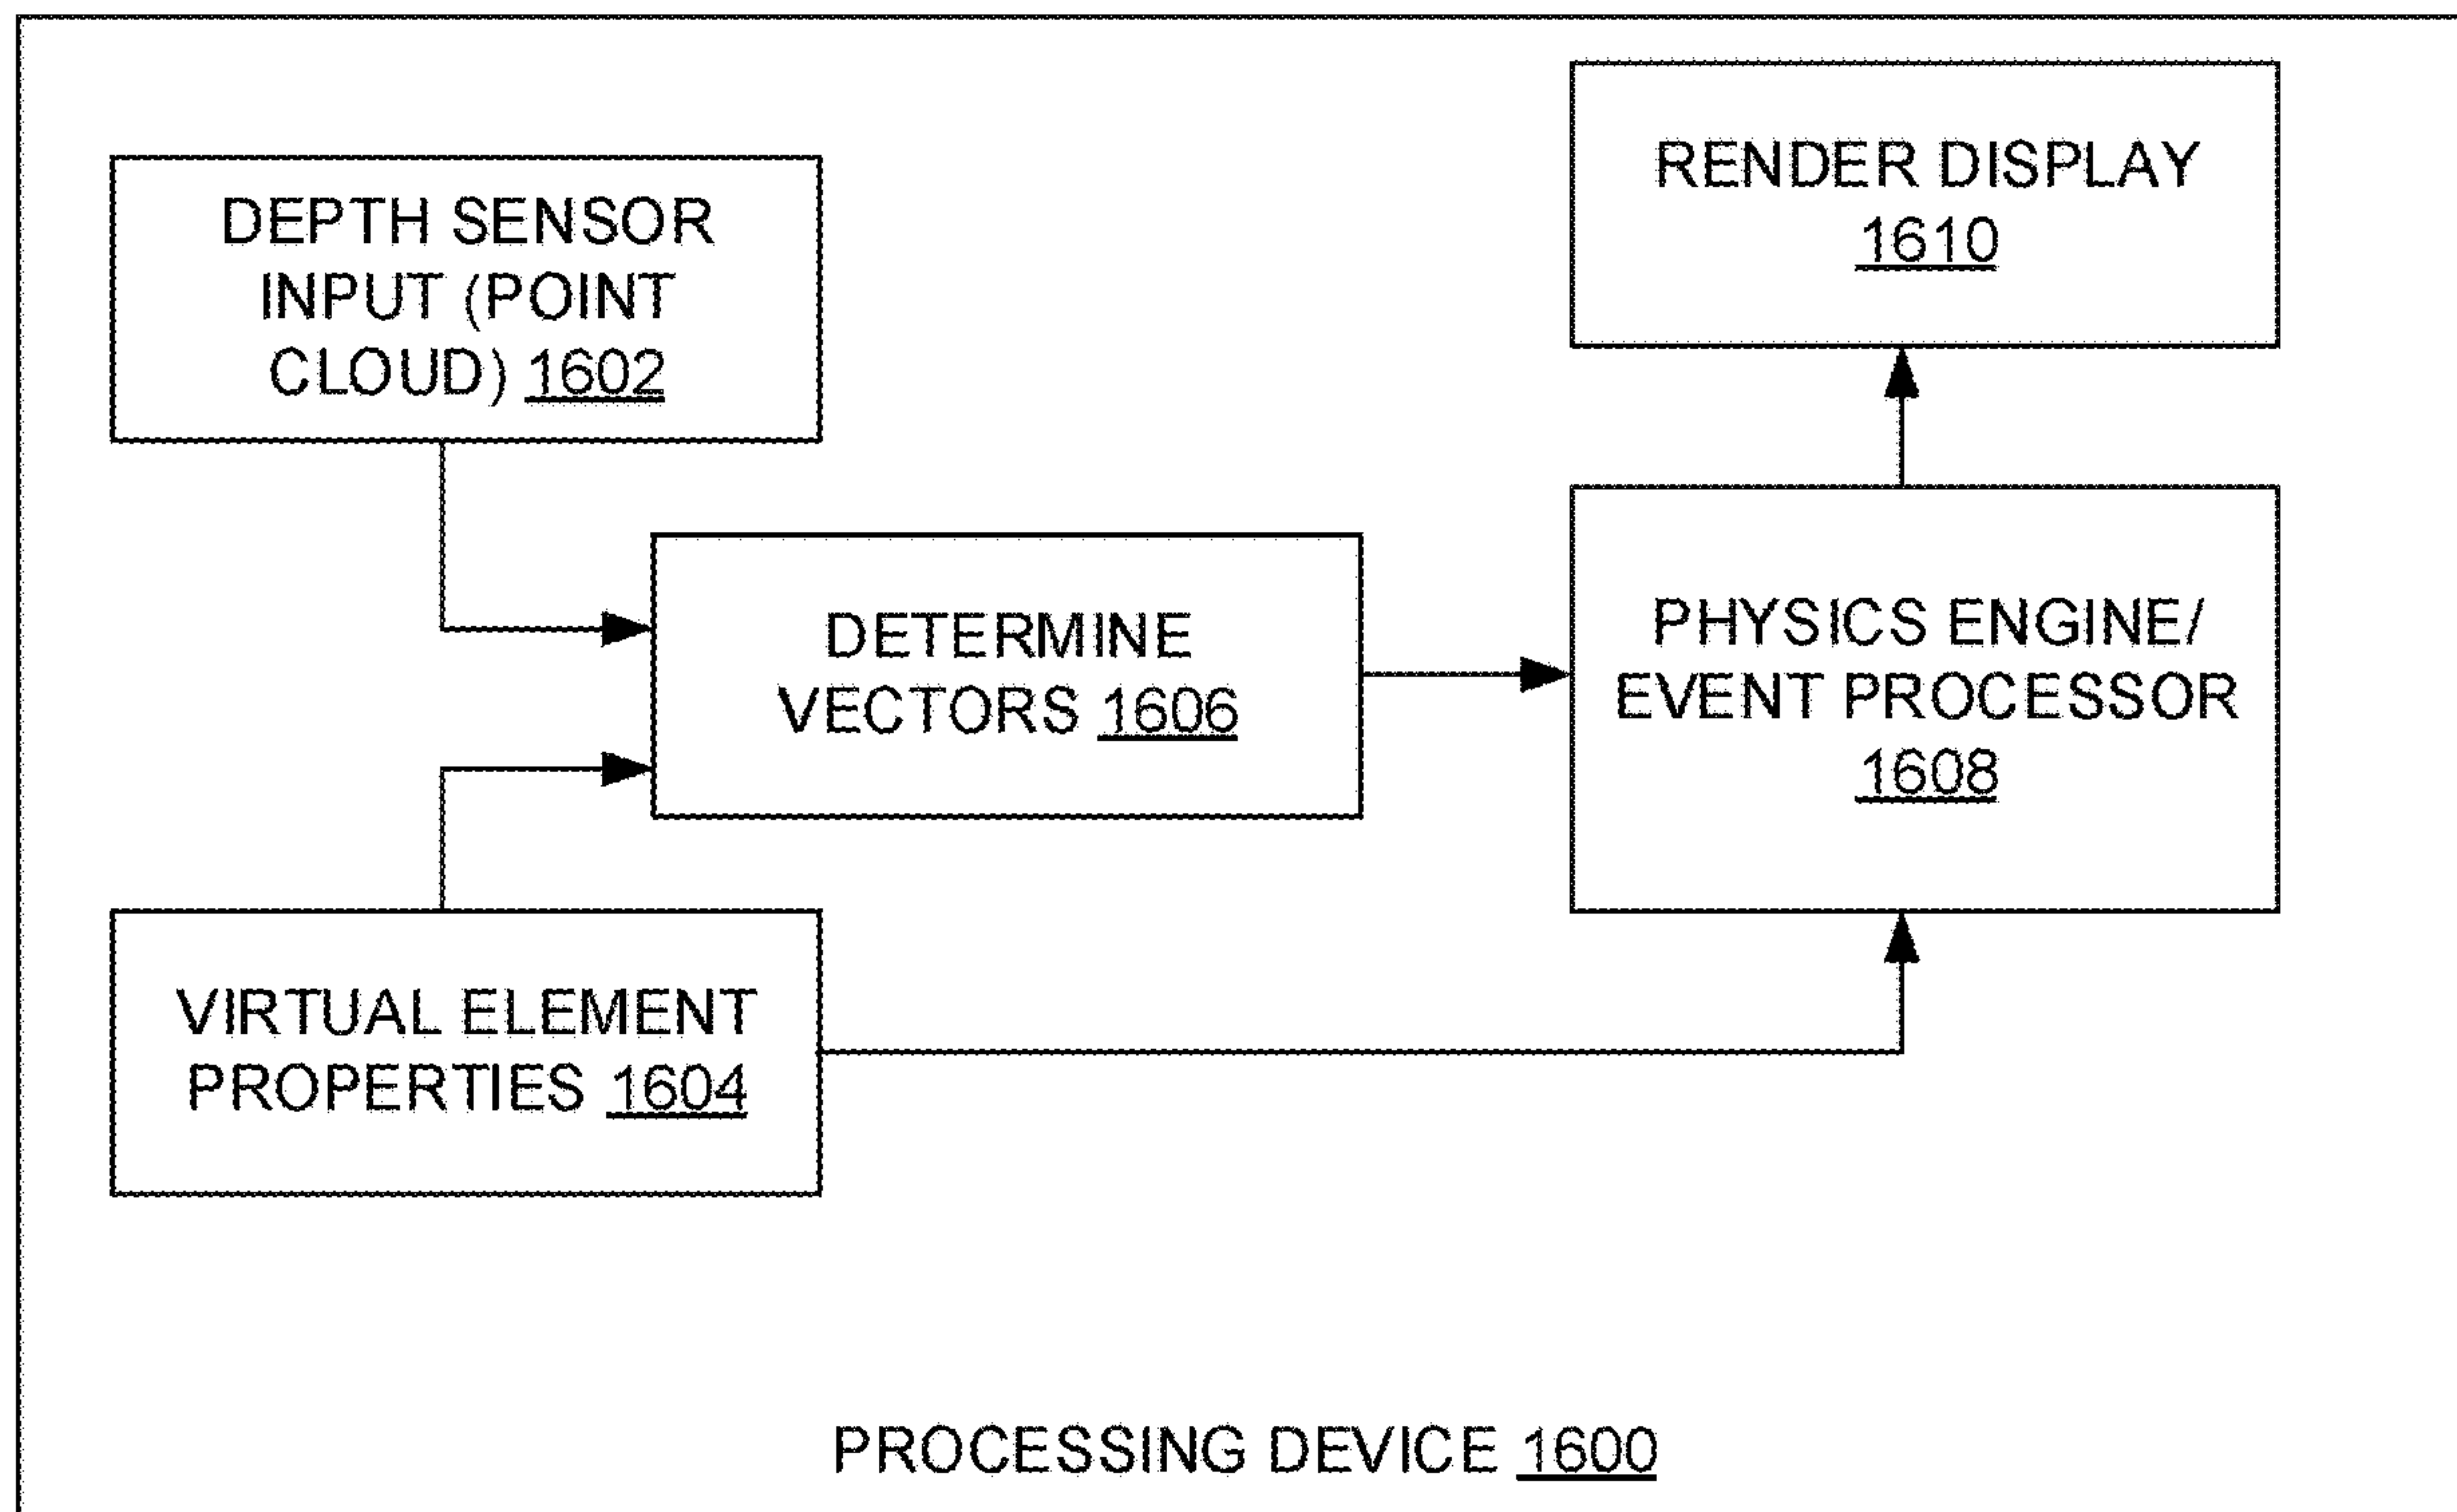 DEPTH SENSOR
INPUT (POINT
CLOUD) 1602
RENDER DISPLAY
1610
DETERMINE
VECTORS 1606
PHYSICS ENGINE/
EVENT PROCESSOR
1608
VIRTUAL ELEMENT
PROPERTIES 1604
PROCESSING DEVICE 1600